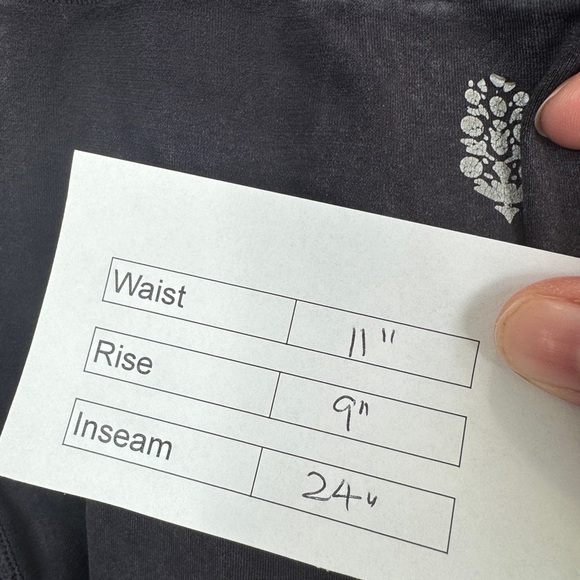 Waist 11"
Rise 9"
Inseam 24"